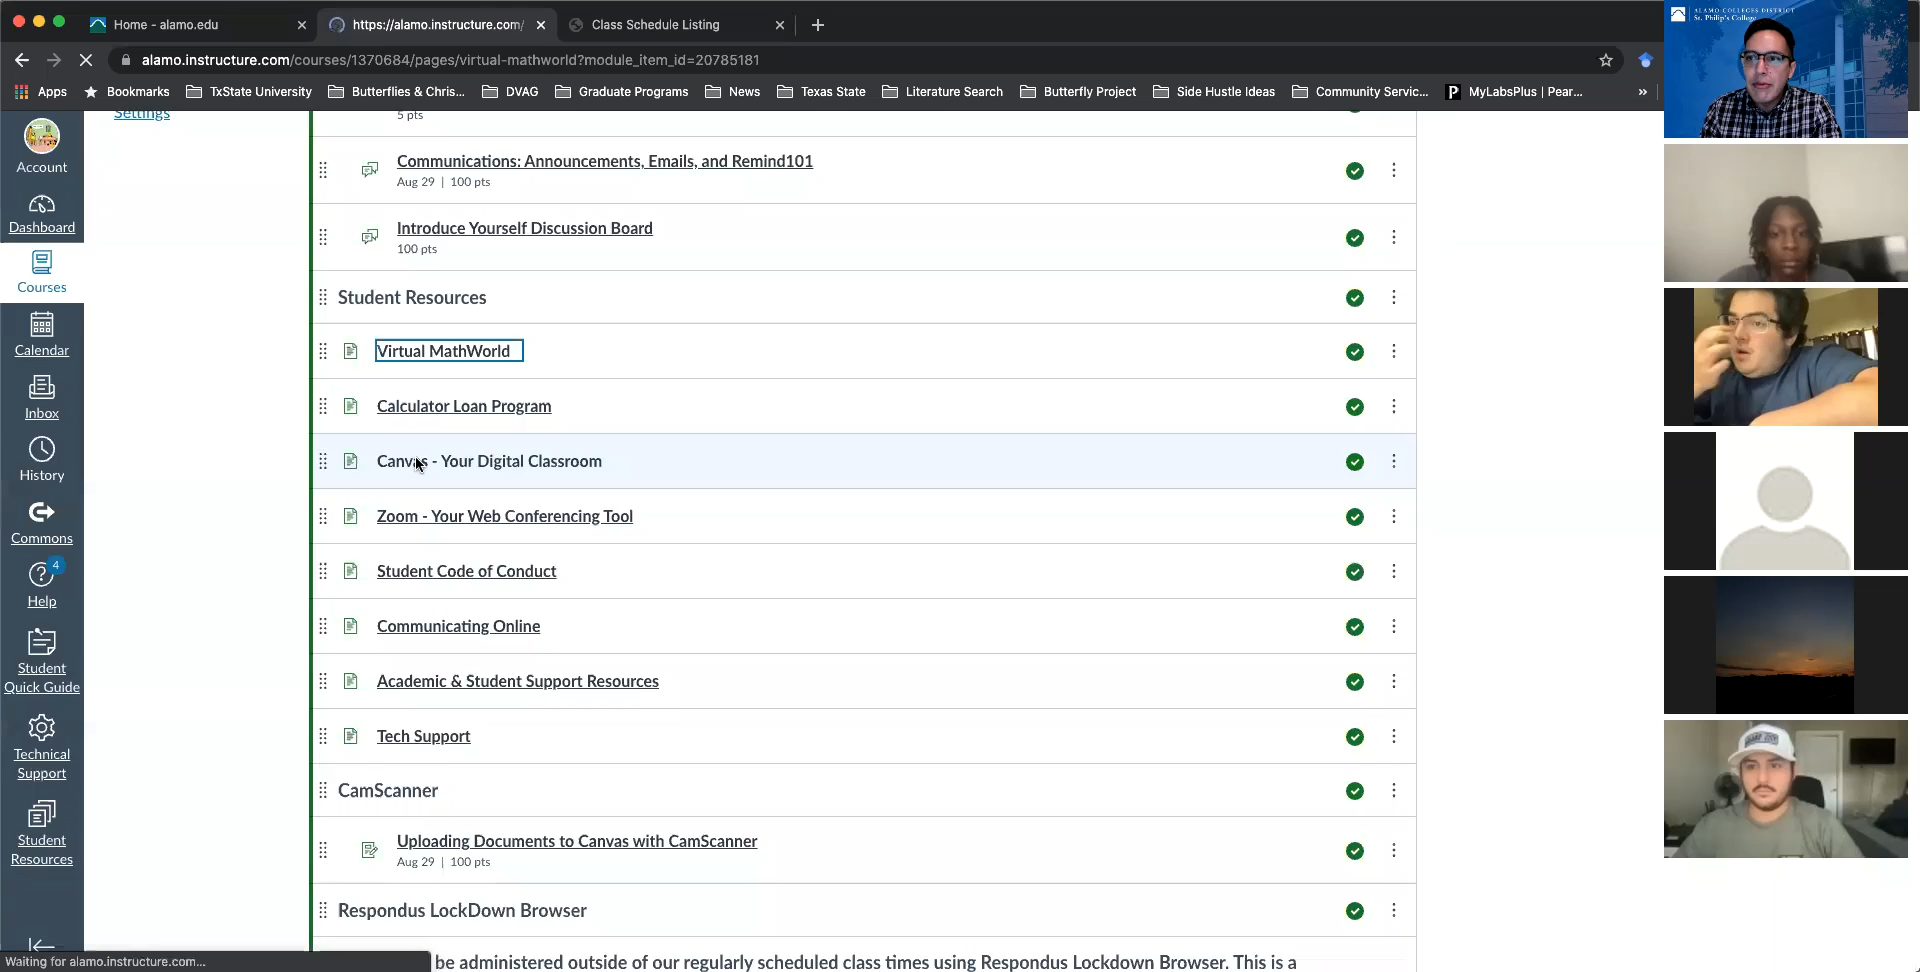 Home - alamo.edu
https://alamo.instructure.com/
Class Schedule Listing
alamo.instructure.com/courses/1370684/pages/virtual-mathworld?module_item_id=20785181
Apps
Bookmarks
TxState University
Butterflies & Chris...
DVAG
Graduate Programs
News
Texas State
Literature Search
Butterfly Project
Side Hustle Ideas
Community Servic...
MyLabsPlus | Pear...
»
ALAMO COLLEGES DISTRICT
St. Philip's College
Account
Dashboard
Courses
Calendar
Inbox
History
Commons
4
Help
Student
Quick Guide
Technical
Support
Student
Resources
Settings
5 pts
Communications: Announcements, Emails, and Remind101
Aug 29 | 100 pts
Introduce Yourself Discussion Board
100 pts
Student Resources
Virtual MathWorld
Calculator Loan Program
Canvas - Your Digital Classroom
Zoom - Your Web Conferencing Tool
Student Code of Conduct
Communicating Online
Academic & Student Support Resources
Tech Support
CamScanner
Uploading Documents to Canvas with CamScanner
Aug 29 | 100 pts
Respondus LockDown Browser
be administered outside of our regularly scheduled class times using Respondus Lockdown Browser. This is a
Waiting for alamo.instructure.com...